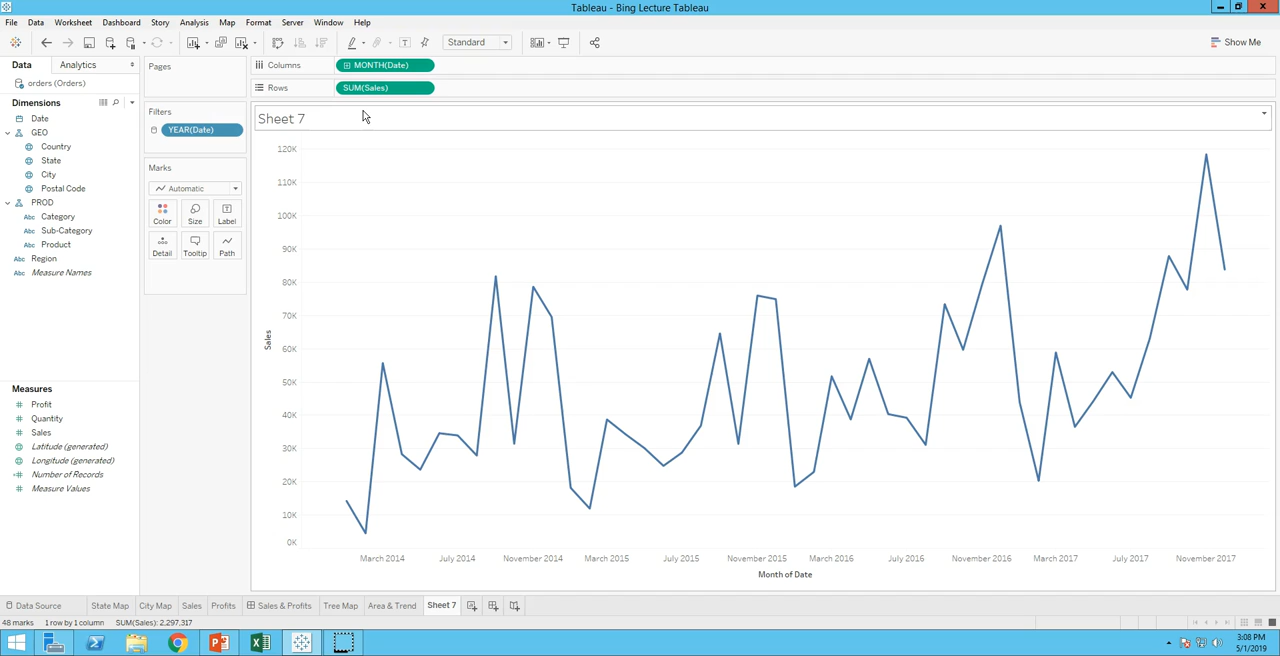 Tableau - Bing Lecture Tableau
File Data Worksheet Dashboard Story Analysis Map Format Server Window Help
Standard
Show Me
Data Analytics
orders (Orders)
Dimensions
Date
GEO
Country
State
City
Postal Code
PROD
Abc Category
Abc Sub-Category
Abc Product
Abc Region
Abc Measure Names
Measures
Profit
Quantity
Sales
Latitude (generated)
Longitude (generated)
Number of Records
Measure Values
Pages
Filters
YEAR(Date)
Marks
Automatic
Color Size Label
Detail Tooltip Path
Columns MONTH(Date)
Rows SUM(Sales)
Sheet 7
120K
110K
100K
90K
80K
70K
60K
50K
40K
30K
20K
10K
0K
Sales
March 2014 July 2014 November 2014 March 2015 July 2015 November 2015 March 2016 July 2016 November 2016 March 2017 July 2017 November 2017
Month of Date
Data Source State Map City Map Sales Profits Sales & Profits Tree Map Area & Trend Sheet 7
48 marks 1 row by 1 column SUM(Sales): 2,297,317
3:08 PM
5/1/2019